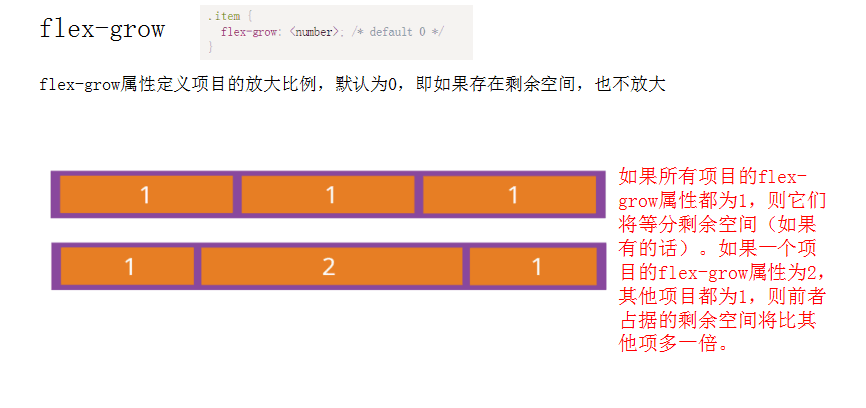 flex-grow
.item {
  flex-grow: <number>; /* default 0 */
}
flex-grow属性定义项目的放大比例，默认为0，即如果存在剩余空间，也不放大
1 1 1
1 2 1
如果所有项目的flex-
grow属性都为1，则它们
将等分剩余空间（如果
有的话）。如果一个项
目的flex-grow属性为2，
其他项目都为1，则前者
占据的剩余空间将比其
他项多一倍。